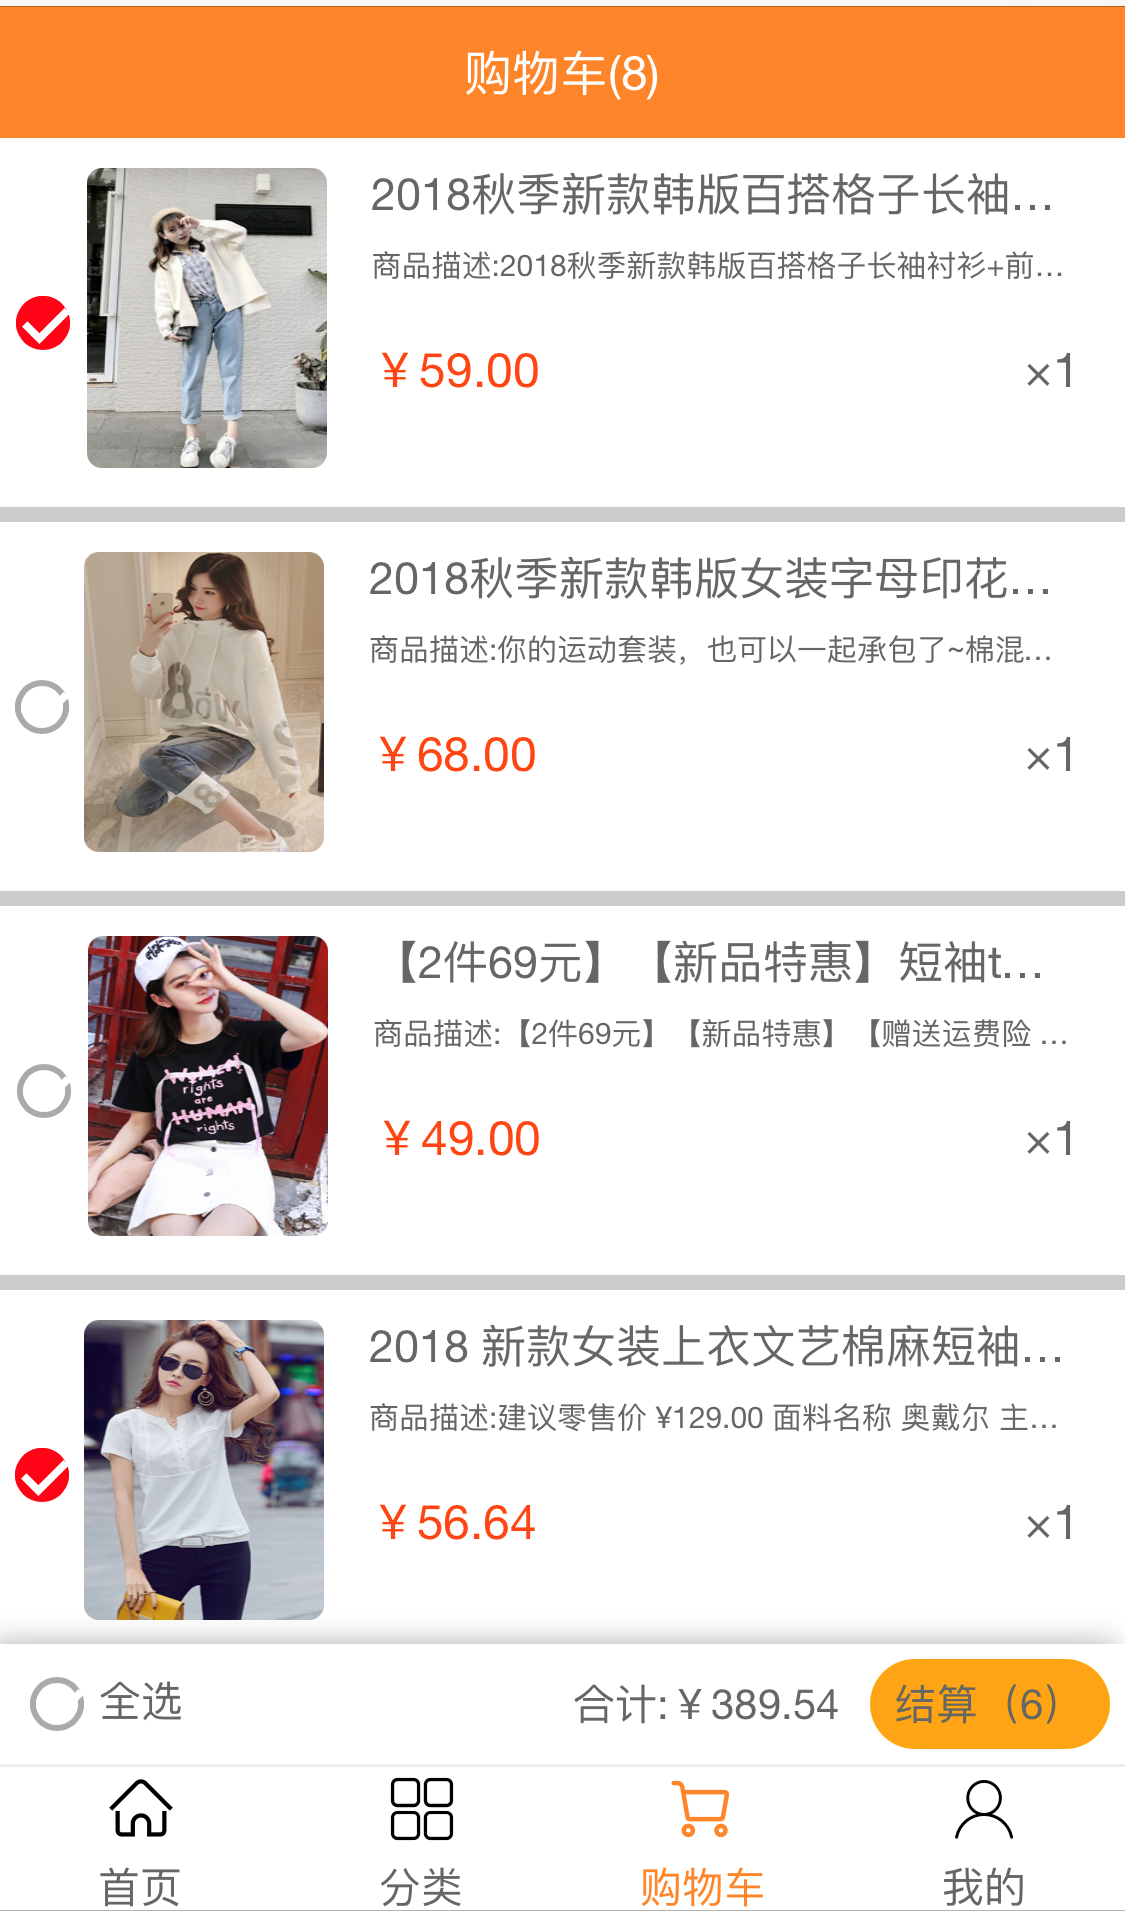 购物车(8)
2018秋季新款韩版百搭格子长袖...
商品描述:2018秋季新款韩版百搭格子长袖衬衫+前...
¥59.00
×1
2018秋季新款韩版女装字母印花...
商品描述:你的运动套装，也可以一起承包了~棉混...
¥68.00
×1
【2件69元】【新品特惠】短袖t...
商品描述:【2件69元】【新品特惠】【赠送运费险 ...
WOMEN
rights
are
HUMAN
rights
¥49.00
×1
2018 新款女装上衣文艺棉麻短袖...
商品描述:建议零售价 ¥129.00 面料名称 奥戴尔 主...
¥56.64
×1
全选
合计:¥389.54
结算（6）
首页
分类
购物车
我的